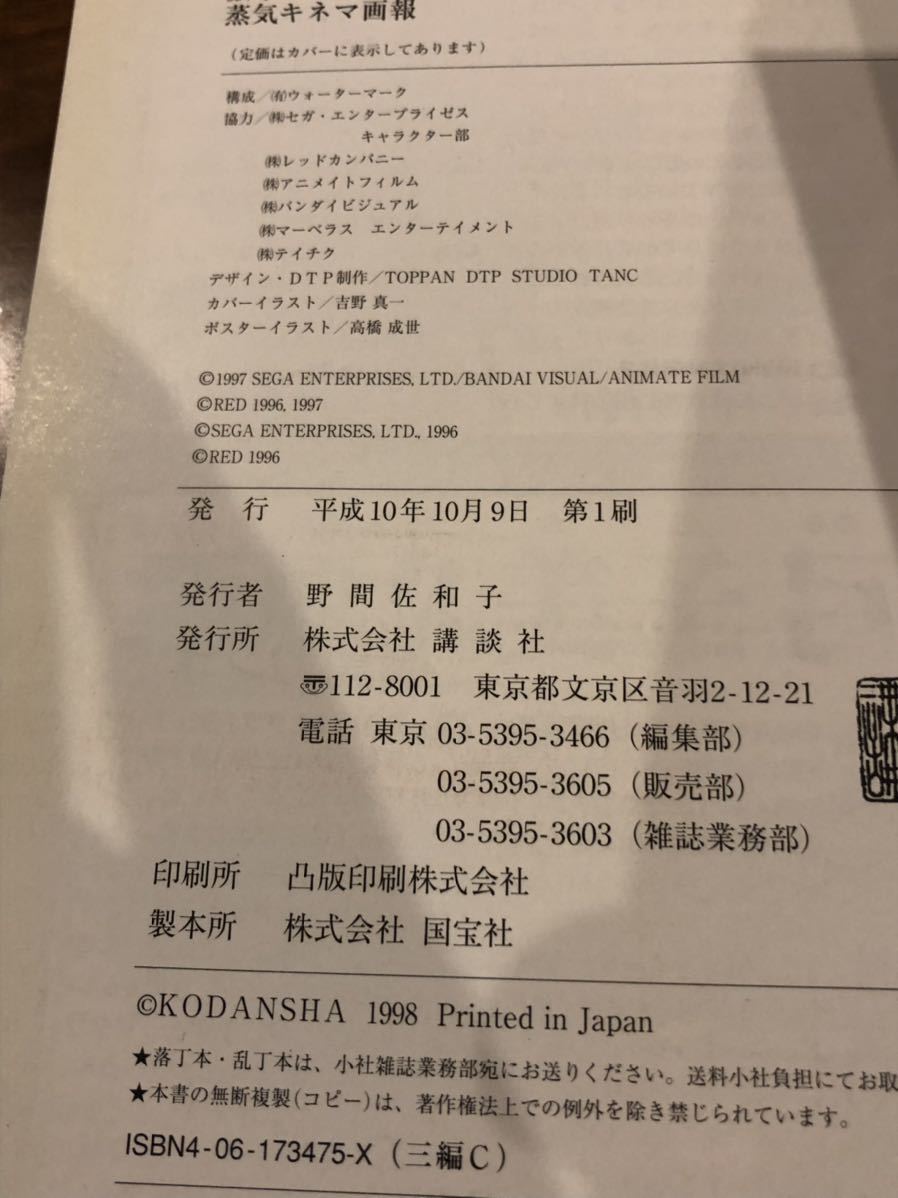 蒸気キネマ画報
(定価はカバーに表示してあります)
構成/㈲ウォーターマーク
協力/㈱セガ・エンタープライゼス
キャラクター部
㈱レッドカンパニー
㈱アニメイトフィルム
㈱バンダイビジュアル
㈱マーベラス エンターテイメント
㈱テイチク
デザイン・DTP制作/TOPPAN DTP STUDIO TANC
カバーイラスト/吉野 真一
ポスターイラスト/高橋 成世
©1997 SEGA ENTERPRISES, LTD./BANDAI VISUAL/ANIMATE FILM
©RED 1996, 1997
©SEGA ENTERPRISES, LTD., 1996
©RED 1996
発 行 平成10年10月9日 第1刷
発行者 野 間 佐 和 子
発行所 株式会社 講 談 社
〠112-8001 東京都文京区音羽2-12-21
電話 東京 03-5395-3466 (編集部)
03-5395-3605 (販売部)
03-5395-3603 (雑誌業務部)
印刷所 凸版印刷株式会社
製本所 株式会社 国宝社
©KODANSHA 1998 Printed in Japan
★落丁本・乱丁本は、小社雑誌業務部宛にお送りください。送料小社負担にてお取
★本書の無断複製(コピー)は、著作権法上での例外を除き禁じられています。
ISBN4-06-173475-X (三編C)